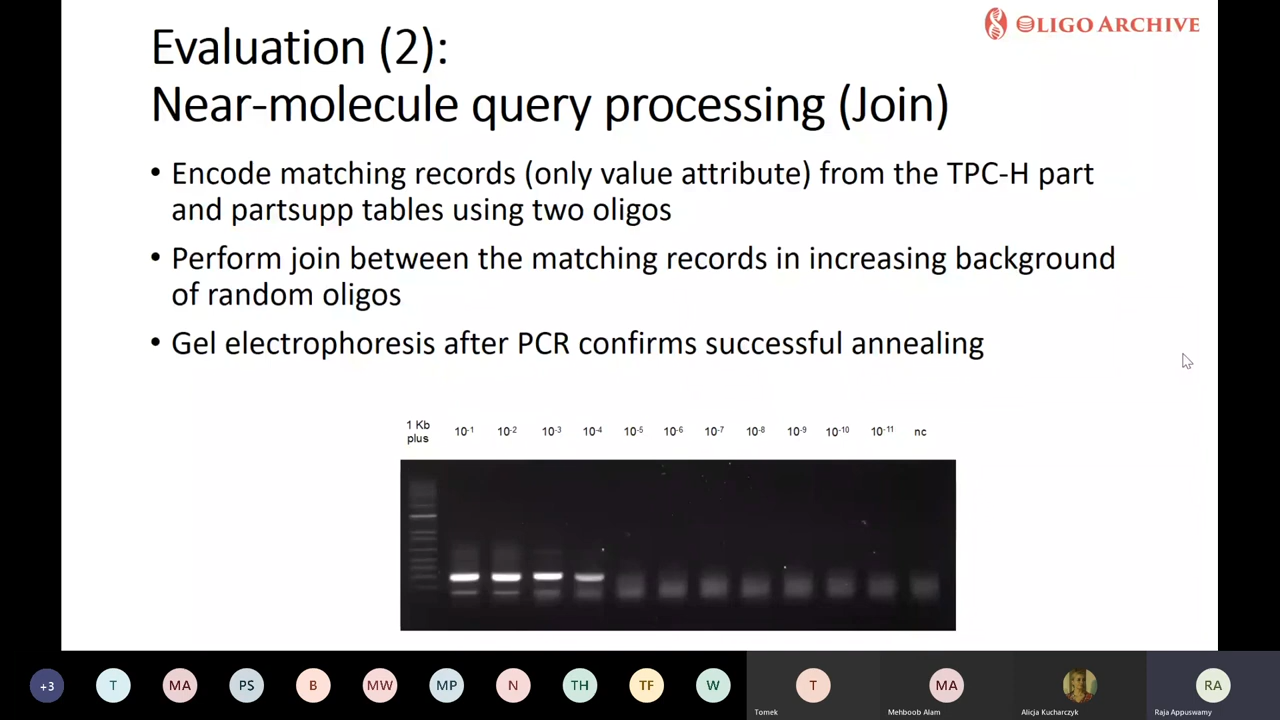 OLIGO ARCHIVE
Evaluation (2):
Near-molecule query processing (Join)
• Encode matching records (only value attribute) from the TPC-H part
and partsupp tables using two oligos
• Perform join between the matching records in increasing background
of random oligos
• Gel electrophoresis after PCR confirms successful annealing
1 Kb
plus
10⁻¹ 10⁻² 10⁻³ 10⁻⁴ 10⁻⁵ 10⁻⁶ 10⁻⁷ 10⁻⁸ 10⁻⁹ 10⁻¹⁰ 10⁻¹¹ nc
+3 T MA PS B MW MP N TH TF W T MA RA
Tomek Mehboob Alam Alicja Kucharczyk Raja Appuswamy